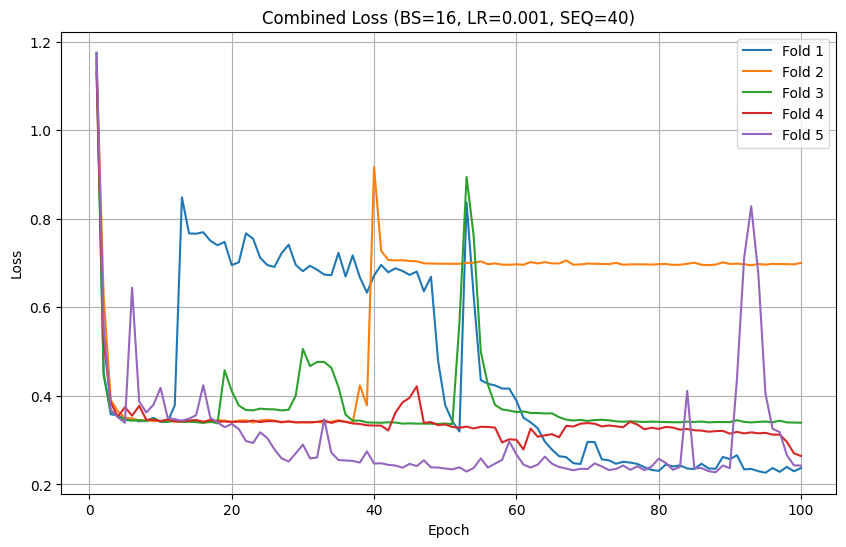 Combined Loss (BS=16, LR=0.001, SEQ=40)
Fold 1
Fold 2
Fold 3
Fold 4
Fold 5
Loss
1.2
1.0
0.8
0.6
0.4
0.2
0
20
40
60
80
100
Epoch